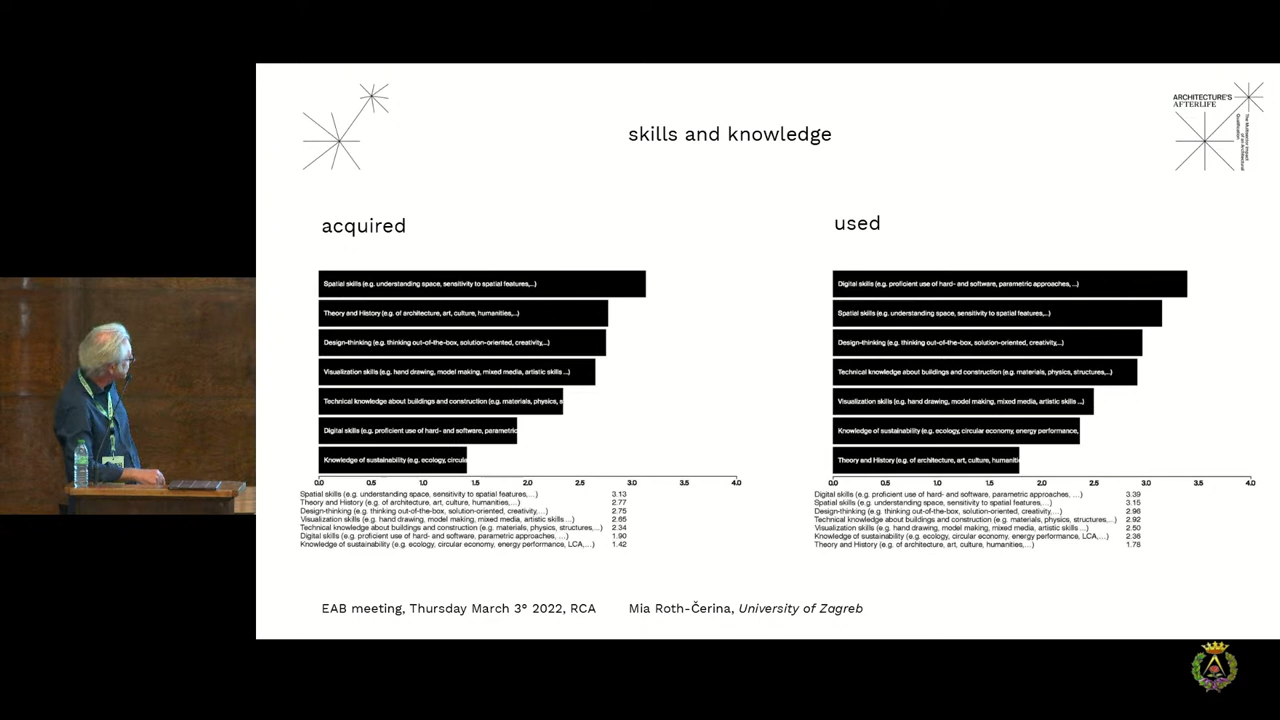 ARCHITECTURE'S
AFTERLIFE
The Multisector Impact
of an Architectural
Qualification
skills and knowledge
acquired
Spatial skills (e.g. understanding space, sensitivity to spatial features,...)
Theory and History (e.g. of architecture, art, culture, humanities,...)
Design-thinking (e.g. thinking out-of-the-box, solution-oriented, creativity,...)
Visualization skills (e.g. hand drawing, model making, mixed media, artistic skills ...)
Technical knowledge about buildings and construction (e.g. materials, physics, s
Digital skills (e.g. proficient use of hard- and software, parametric
Knowledge of sustainability (e.g. ecology, circula
0.0 0.5 1.0 1.5 2.0 2.5 3.0 3.5 4.0
Spatial skills (e.g. understanding space, sensitivity to spatial features,...) 3.13
Theory and History (e.g. of architecture, art, culture, humanities,...) 2.77
Design-thinking (e.g. thinking out-of-the-box, solution-oriented, creativity,...) 2.75
Visualization skills (e.g. hand drawing, model making, mixed media, artistic skills ...) 2.65
Technical knowledge about buildings and construction (e.g. materials, physics, structures,...) 2.34
Digital skills (e.g. proficient use of hard- and software, parametric approaches, ...) 1.90
Knowledge of sustainability (e.g. ecology, circular economy, energy performance, LCA,...) 1.42
used
Digital skills (e.g. proficient use of hard- and software, parametric approaches, ...)
Spatial skills (e.g. understanding space, sensitivity to spatial features,...)
Design-thinking (e.g. thinking out-of-the-box, solution-oriented, creativity,...)
Technical knowledge about buildings and construction (e.g. materials, physics, structures,...)
Visualization skills (e.g. hand drawing, model making, mixed media, artistic skills ...)
Knowledge of sustainability (e.g. ecology, circular economy, energy performance,
Theory and History (e.g. of architecture, art, culture, humaniti
0.0 0.5 1.0 1.5 2.0 2.5 3.0 3.5 4.0
Digital skills (e.g. proficient use of hard- and software, parametric approaches, ...) 3.39
Spatial skills (e.g. understanding space, sensitivity to spatial features,...) 3.15
Design-thinking (e.g. thinking out-of-the-box, solution-oriented, creativity,...) 2.96
Technical knowledge about buildings and construction (e.g. materials, physics, structures,...) 2.92
Visualization skills (e.g. hand drawing, model making, mixed media, artistic skills ...) 2.50
Knowledge of sustainability (e.g. ecology, circular economy, energy performance, LCA,...) 2.36
Theory and History (e.g. of architecture, art, culture, humanities,...) 1.78
EAB meeting, Thursday March 3° 2022, RCA Mia Roth-Čerina, University of Zagreb